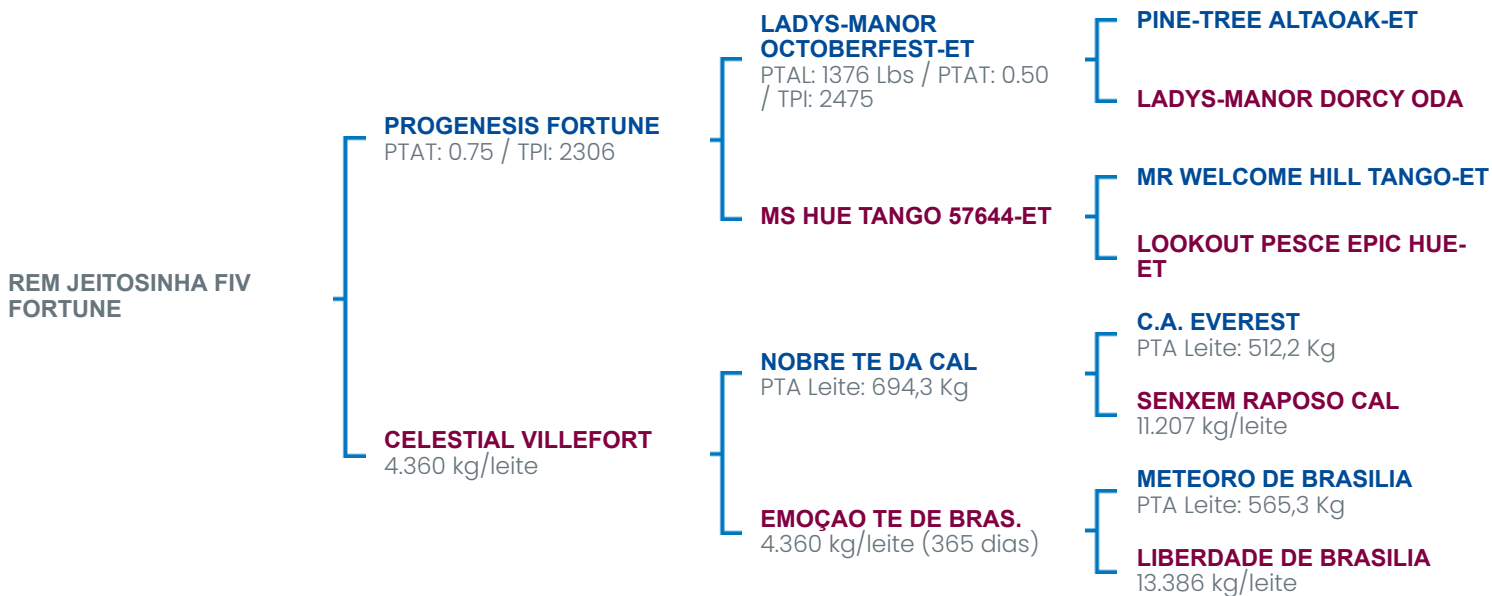 REM JEITOSINHA FIV
FORTUNE
PROGENESIS FORTUNE
PTAT: 0.75 / TPI: 2306
CELESTIAL VILLEFORT
4.360 kg/leite
LADYS-MANOR
OCTOBERFEST-ET
PTAL: 1376 Lbs / PTAT: 0.50
/ TPI: 2475
MS HUE TANGO 57644-ET
NOBRE TE DA CAL
PTA Leite: 694,3 Kg
EMOÇAO TE DE BRAS.
4.360 kg/leite (365 dias)
PINE-TREE ALTAOAK-ET
LADYS-MANOR DORCY ODA
MR WELCOME HILL TANGO-ET
LOOKOUT PESCE EPIC HUE-
ET
C.A. EVEREST
PTA Leite: 512,2 Kg
SENXEM RAPOSO CAL
11.207 kg/leite
METEORO DE BRASILIA
PTA Leite: 565,3 Kg
LIBERDADE DE BRASILIA
13.386 kg/leite